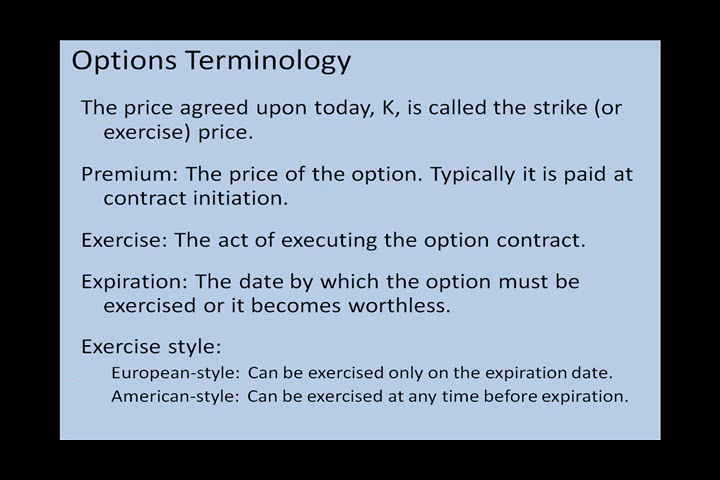 Options Terminology
The price agreed upon today, K, is called the strike (or
exercise) price.
Premium: The price of the option. Typically it is paid at
contract initiation.
Exercise: The act of executing the option contract.
Expiration: The date by which the option must be
exercised or it becomes worthless.
Exercise style:
European-style: Can be exercised only on the expiration date.
American-style: Can be exercised at any time before expiration.